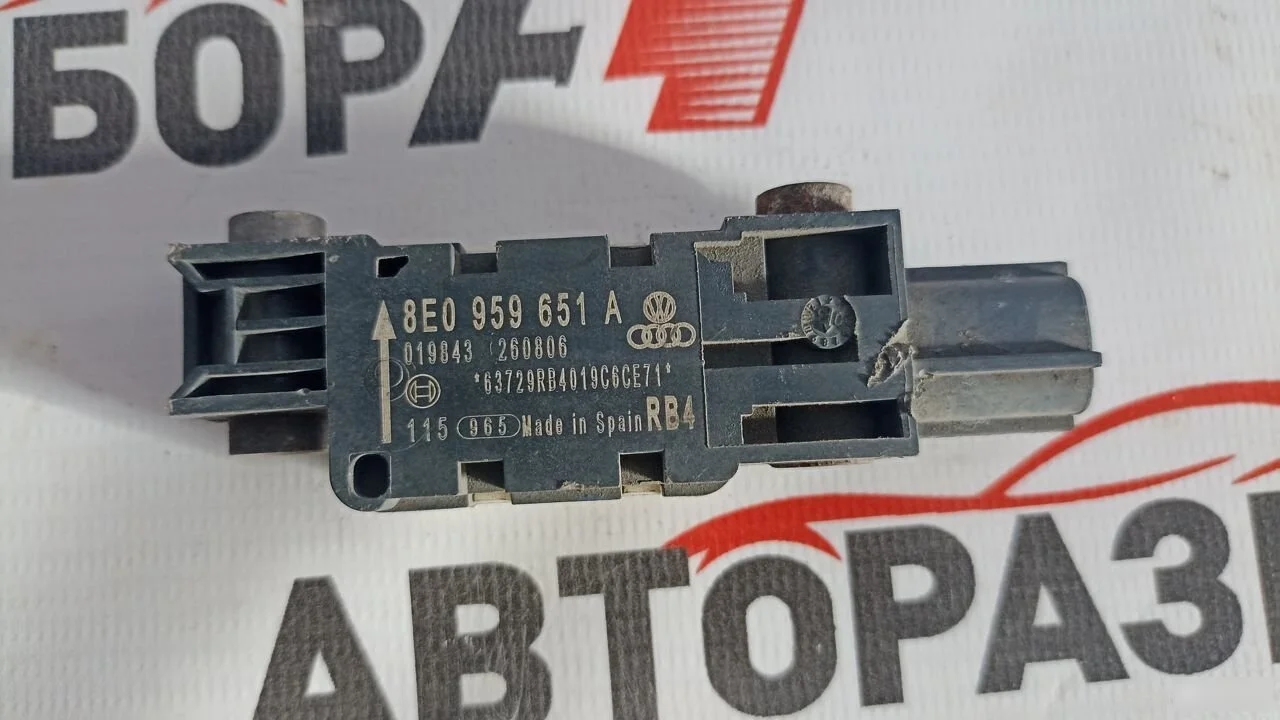 БОР
8E0 959 651 A
019843 260806
*63729RB4019C6CE71*
115 965 Made in Spain RB4
АВТОРАЗ